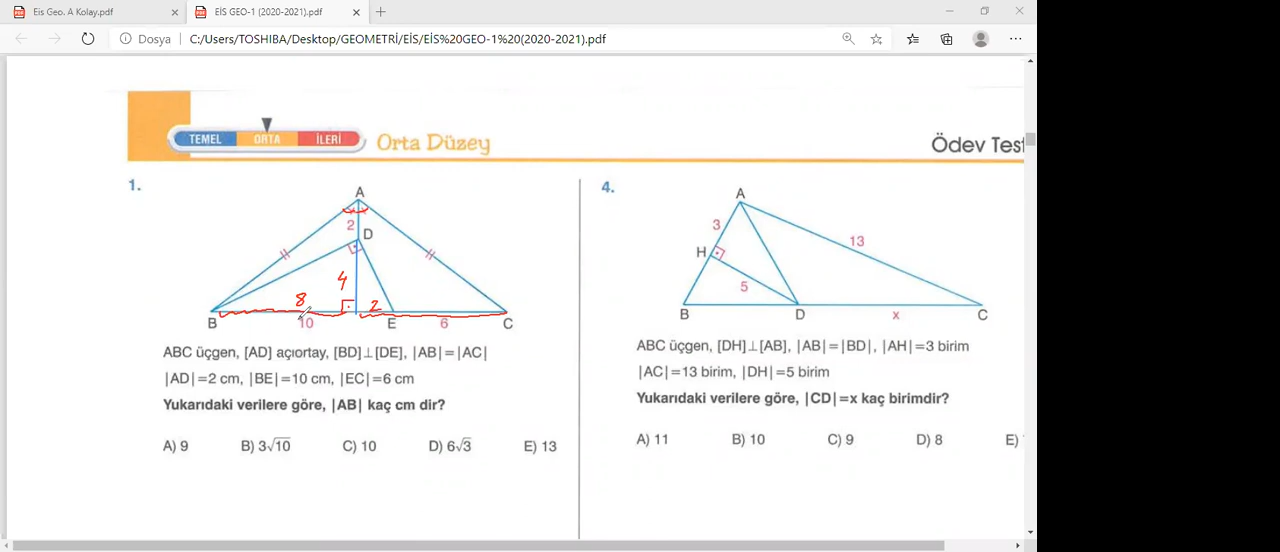 Eis Geo. A Kolay.pdf
EİS GEO-1 (2020-2021).pdf
Dosya
C:/Users/TOSHIBA/Desktop/GEOMETRİ/EİS/EİS%20GEO-1%20(2020-2021).pdf
TEMEL ORTA İLERİ
Orta Düzey
Ödev Test
1.
A
2
D
4
8
2
B
10
E
6
C
ABC üçgen, [AD] açıortay, [BD]⊥[DE], |AB|=|AC|
|AD|=2 cm, |BE|=10 cm, |EC|=6 cm
Yukarıdaki verilere göre, |AB| kaç cm dir?
A) 9 B) 3√10 C) 10 D) 6√3 E) 13
4.
A
3
13
H
5
B
D
x
C
ABC üçgen, [DH]⊥[AB], |AB|=|BD|, |AH|=3 birim
|AC|=13 birim, |DH|=5 birim
Yukarıdaki verilere göre, |CD|=x kaç birimdir?
A) 11 B) 10 C) 9 D) 8 E)